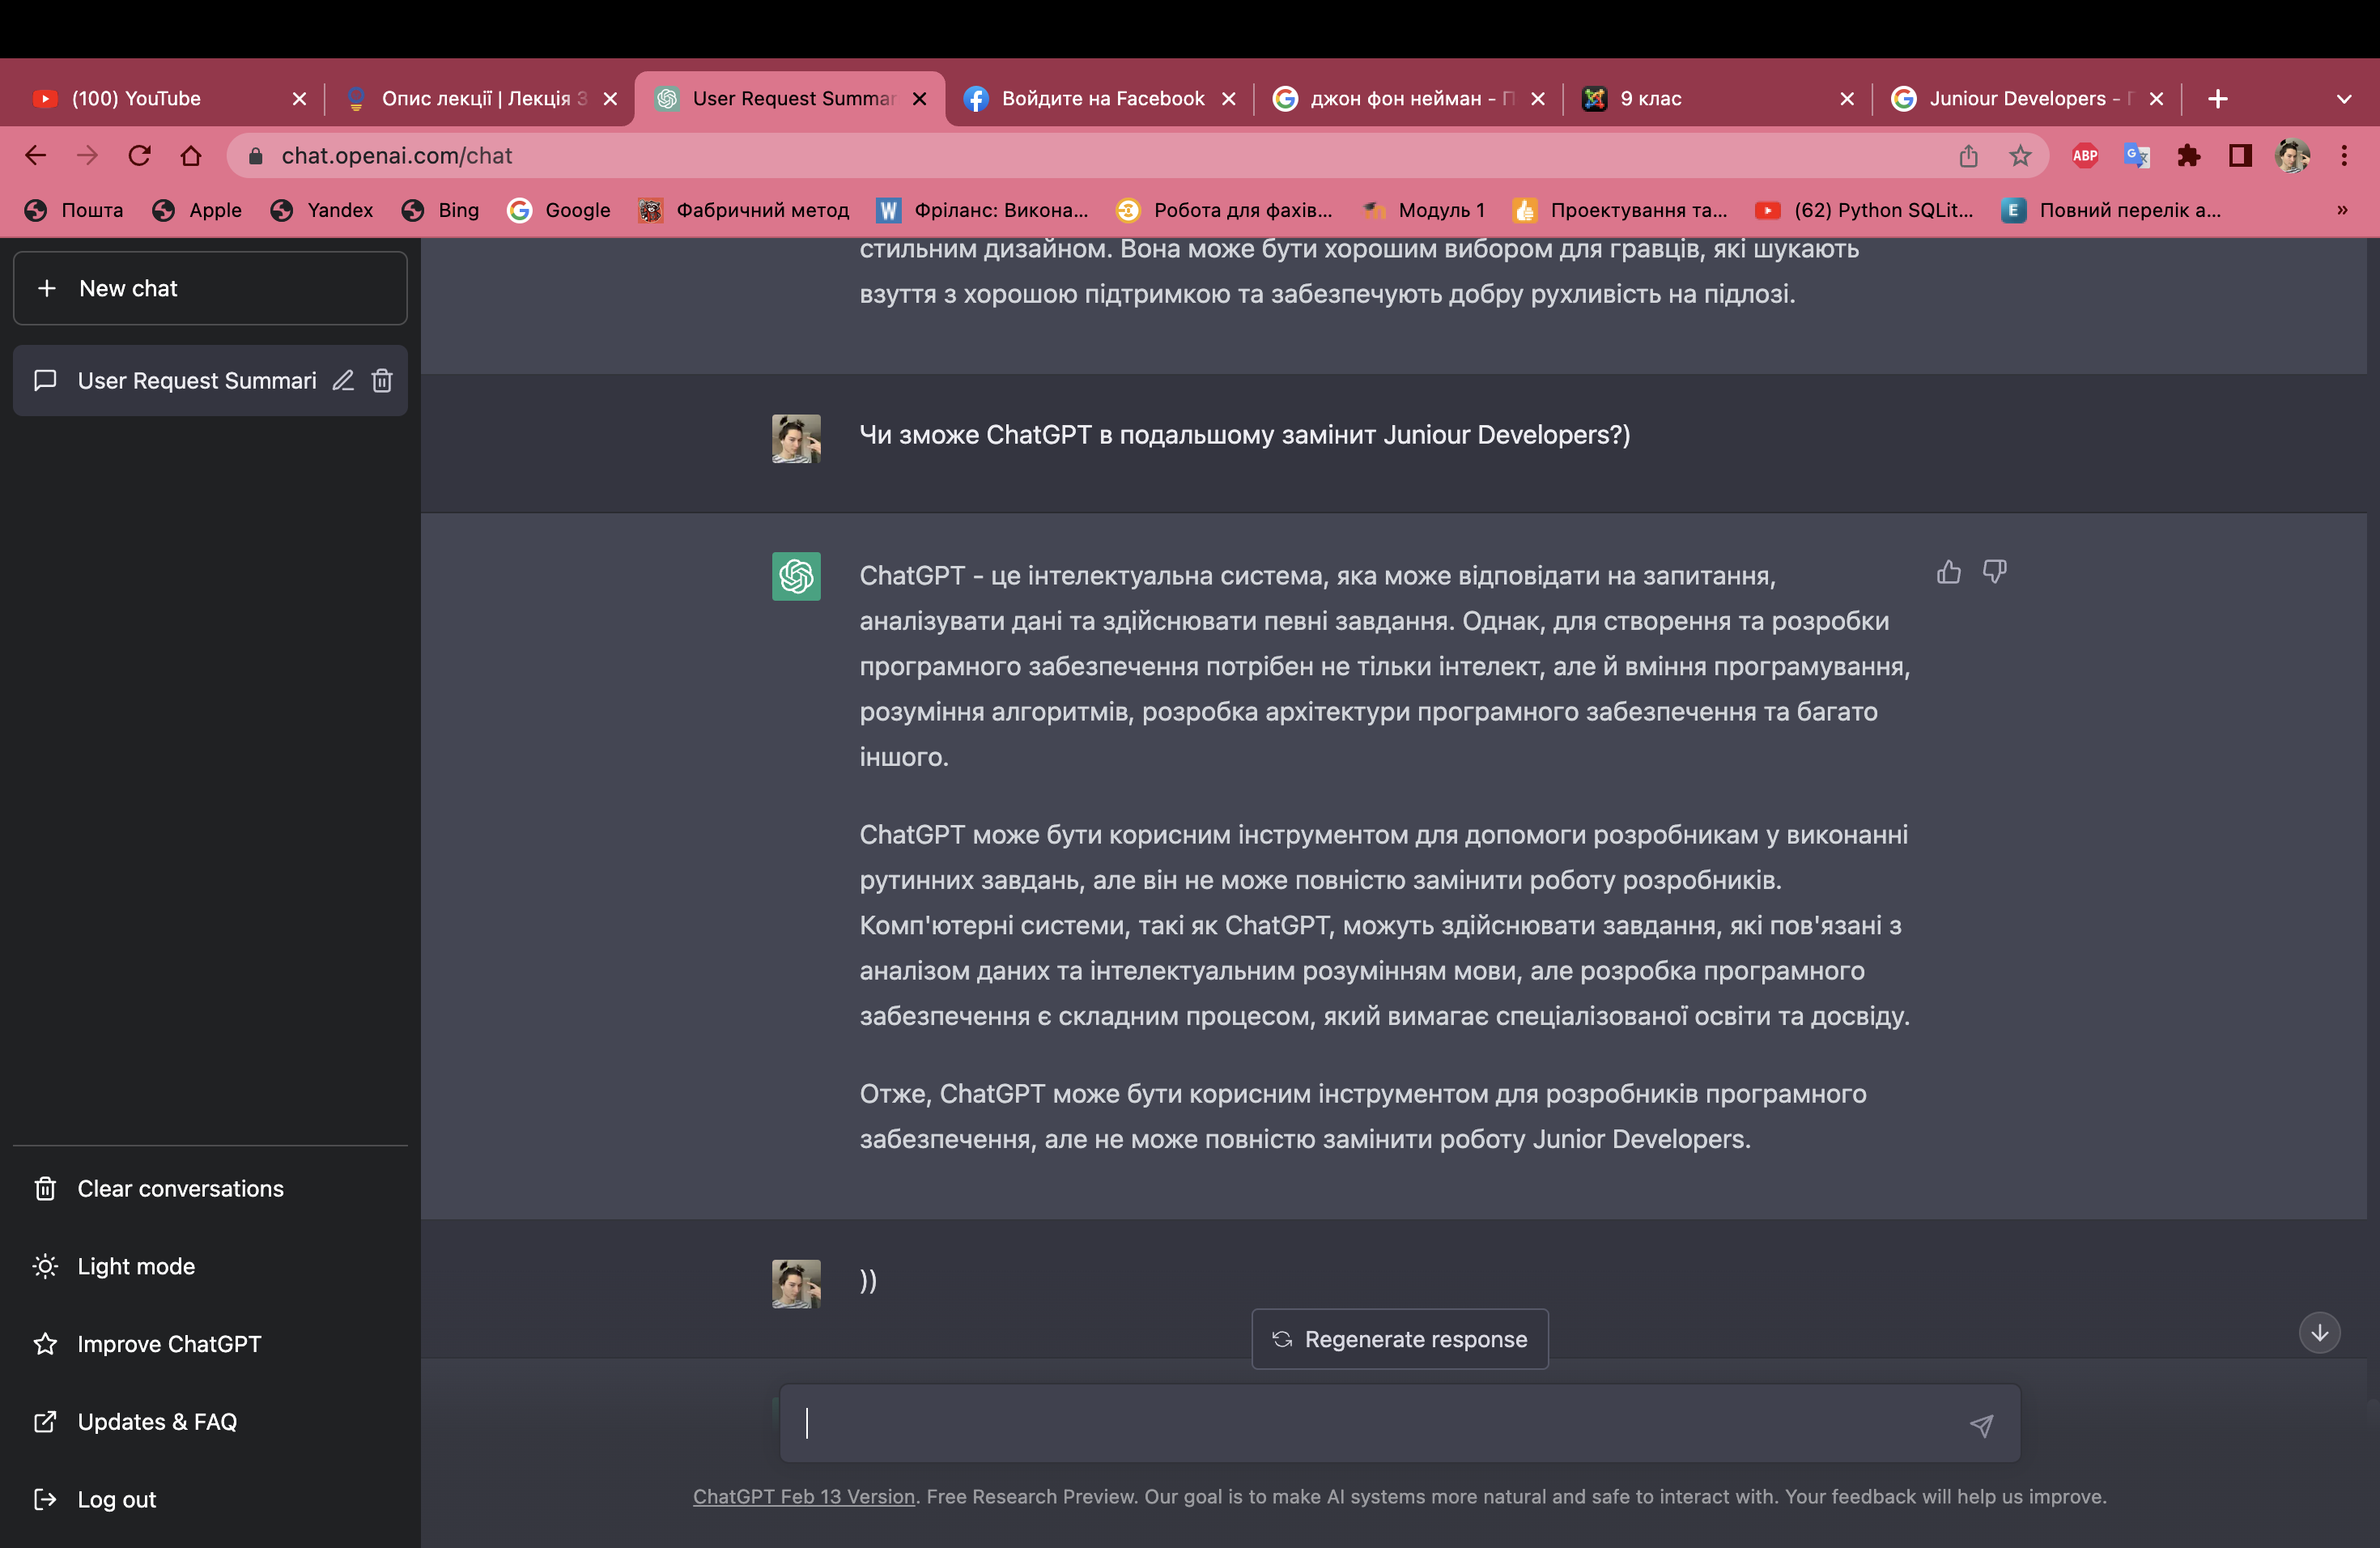 (100) YouTube
Опис лекції | Лекція 3
User Request Summar
Войдите на Facebook
джон фон нейман - П
9 клас
Juniour Developers - П
chat.openai.com/chat
ABP
Пошта
Apple
Yandex
Bing
Google
Фабричний метод
W
Фріланс: Викона...
Робота для фахів...
Модуль 1
Проектування та...
(62) Python SQLit...
E
Повний перелік а...
»
New chat
User Request Summari
стильним дизайном. Вона може бути хорошим вибором для гравців, які шукають
взуття з хорошою підтримкою та забезпечують добру рухливість на підлозі.
Чи зможе ChatGPT в подальшому замінит Juniour Developers?)
ChatGPT - це інтелектуальна система, яка може відповідати на запитання,
аналізувати дані та здійснювати певні завдання. Однак, для створення та розробки
програмного забезпечення потрібен не тільки інтелект, але й вміння програмування,
розуміння алгоритмів, розробка архітектури програмного забезпечення та багато
іншого.
ChatGPT може бути корисним інструментом для допомоги розробникам у виконанні
рутинних завдань, але він не може повністю замінити роботу розробників.
Комп'ютерні системи, такі як ChatGPT, можуть здійснювати завдання, які пов'язані з
аналізом даних та інтелектуальним розумінням мови, але розробка програмного
забезпечення є складним процесом, який вимагає спеціалізованої освіти та досвіду.
Отже, ChatGPT може бути корисним інструментом для розробників програмного
забезпечення, але не може повністю замінити роботу Junior Developers.
))
Regenerate response
Clear conversations
Light mode
Improve ChatGPT
Updates & FAQ
Log out
ChatGPT Feb 13 Version. Free Research Preview. Our goal is to make AI systems more natural and safe to interact with. Your feedback will help us improve.